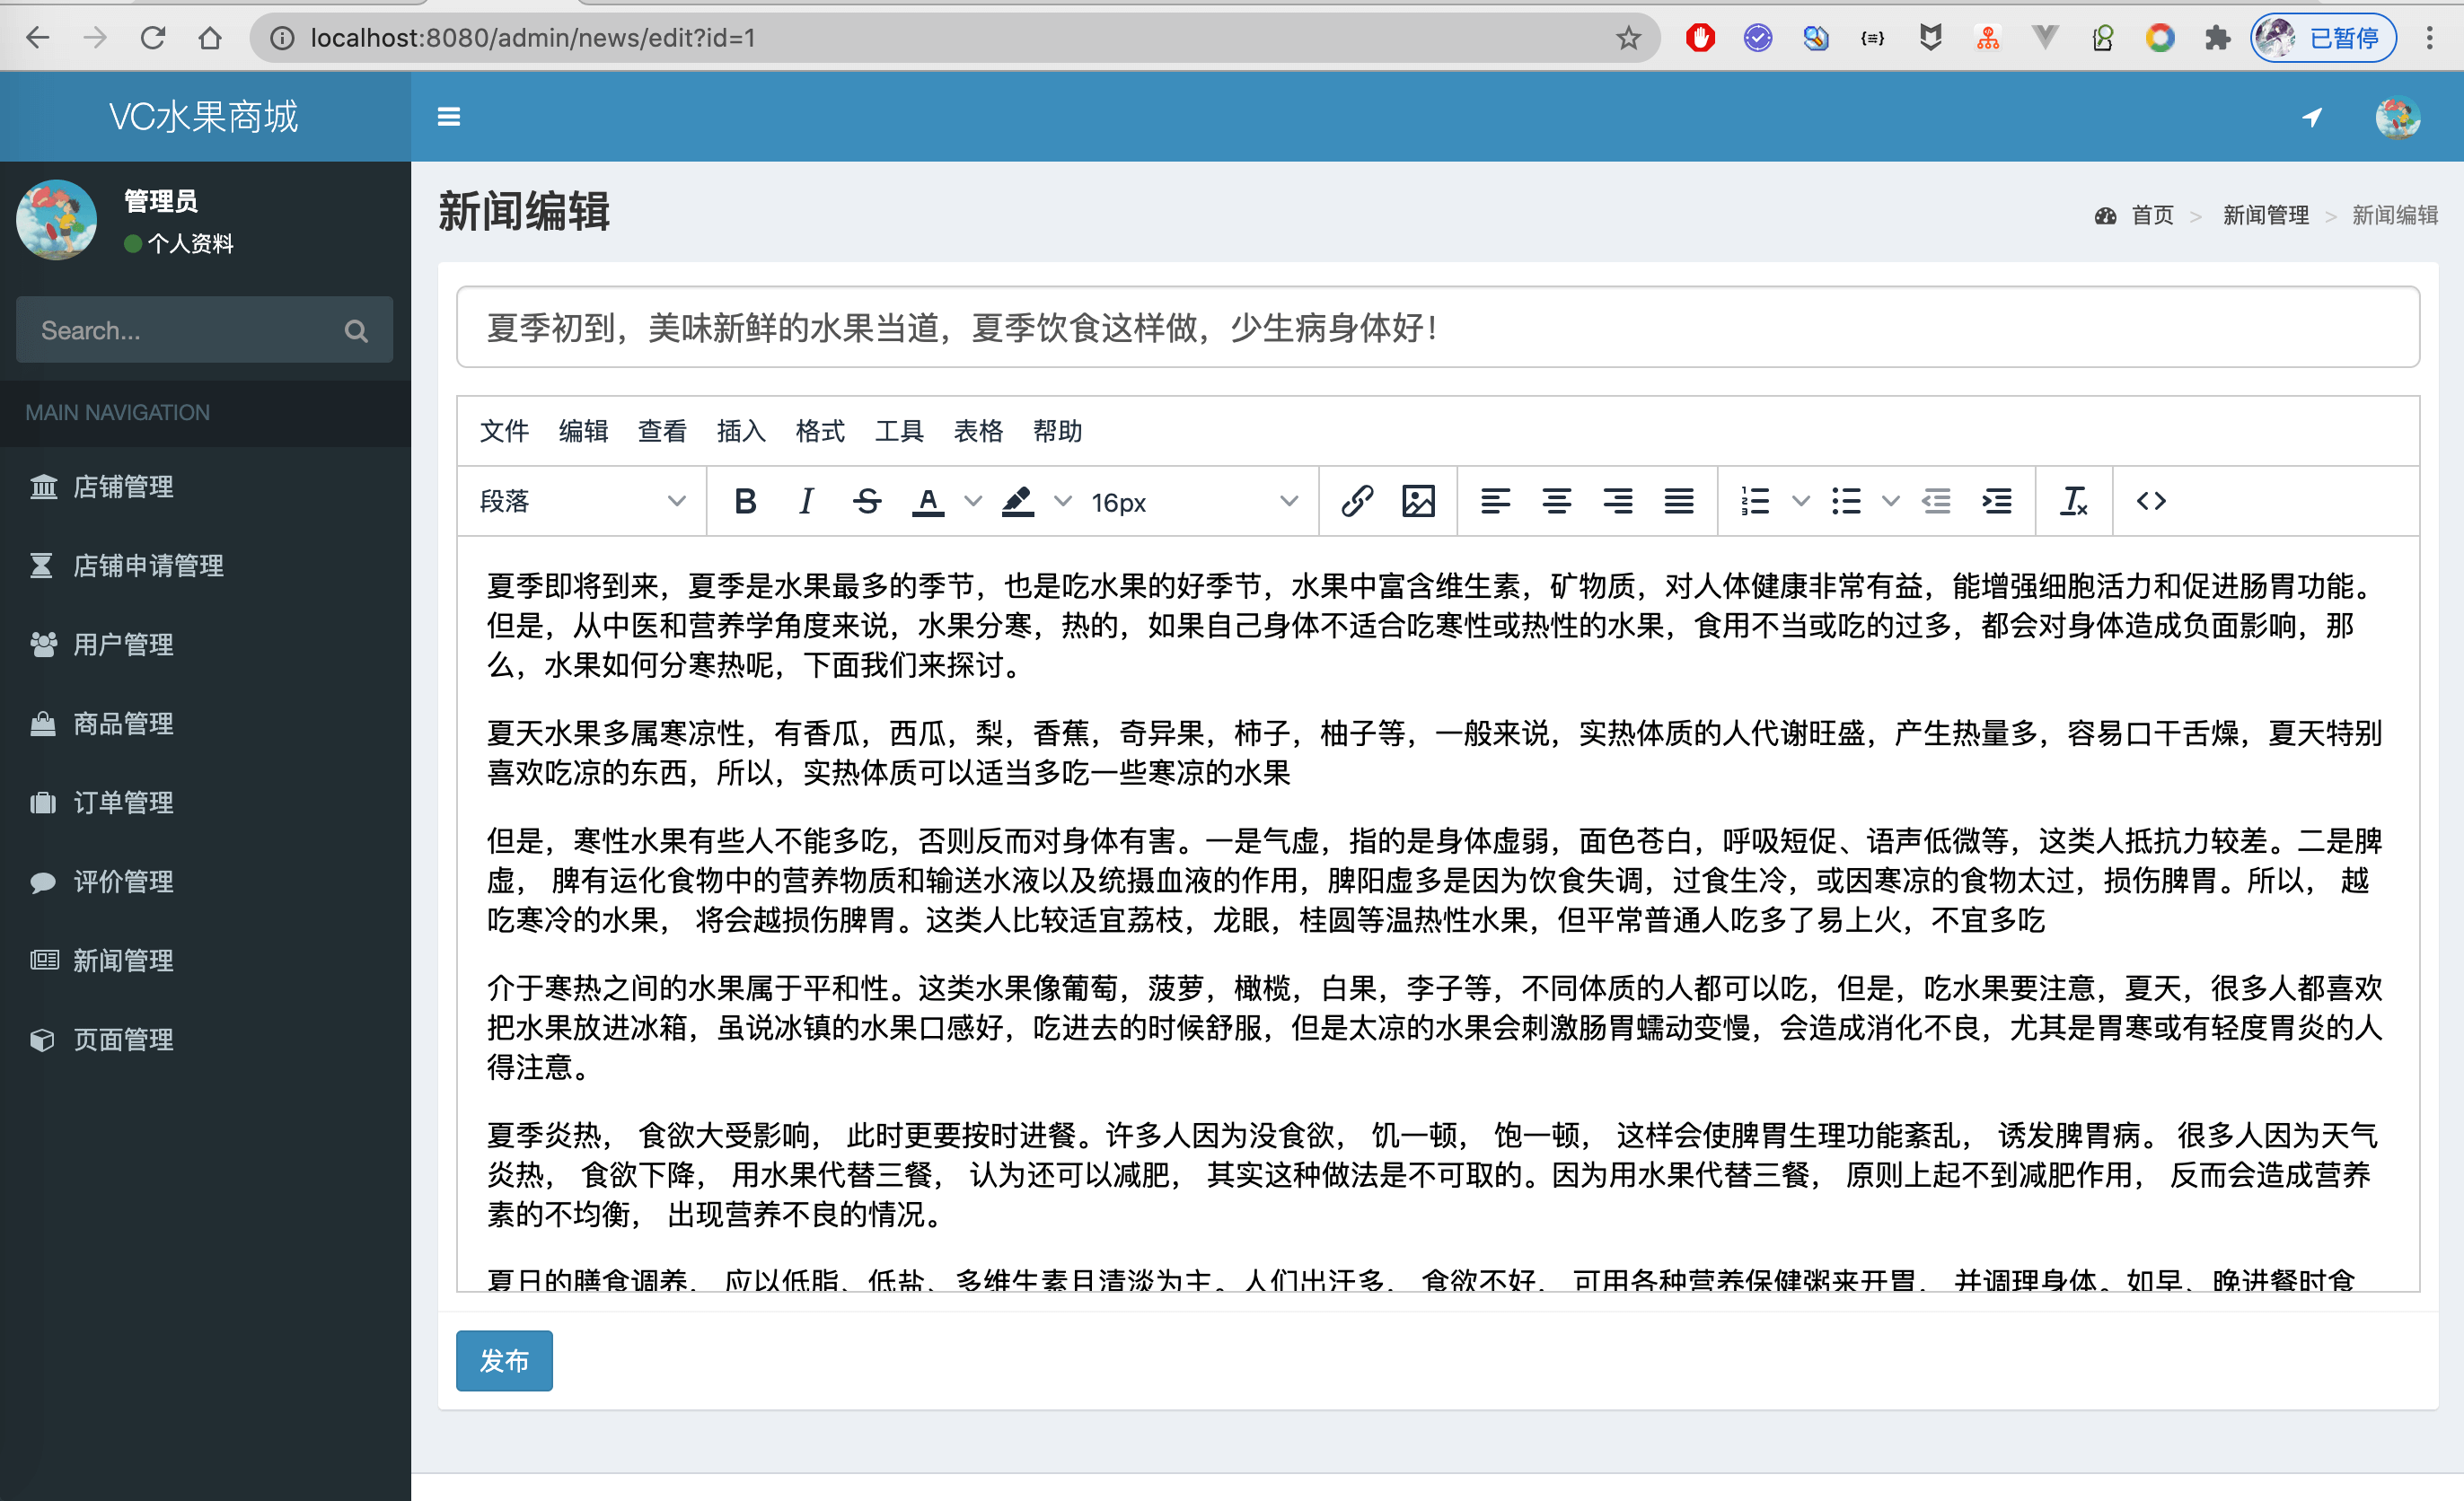 localhost:8080/admin/news/edit?id=1
已暂停
VC水果商城
管理员
个人资料
Search...
MAIN NAVIGATION
店铺管理
店铺申请管理
用户管理
商品管理
订单管理
评价管理
新闻管理
页面管理
新闻编辑
首页 > 新闻管理 > 新闻编辑
夏季初到，美味新鲜的水果当道，夏季饮食这样做，少生病身体好！
文件 编辑 查看 插入 格式 工具 表格 帮助
段落 B I S A 16px
夏季即将到来，夏季是水果最多的季节，也是吃水果的好季节，水果中富含维生素，矿物质，对人体健康非常有益，能增强细胞活力和促进肠胃功能。
但是，从中医和营养学角度来说，水果分寒，热的，如果自己身体不适合吃寒性或热性的水果，食用不当或吃的过多，都会对身体造成负面影响，那
么，水果如何分寒热呢，下面我们来探讨。
夏天水果多属寒凉性，有香瓜，西瓜，梨，香蕉，奇异果，柿子，柚子等，一般来说，实热体质的人代谢旺盛，产生热量多，容易口干舌燥，夏天特别
喜欢吃凉的东西，所以，实热体质可以适当多吃一些寒凉的水果
但是，寒性水果有些人不能多吃，否则反而对身体有害。一是气虚，指的是身体虚弱，面色苍白，呼吸短促、语声低微等，这类人抵抗力较差。二是脾
虚， 脾有运化食物中的营养物质和输送水液以及统摄血液的作用，脾阳虚多是因为饮食失调，过食生冷，或因寒凉的食物太过，损伤脾胃。所以， 越
吃寒冷的水果， 将会越损伤脾胃。这类人比较适宜荔枝，龙眼，桂圆等温热性水果，但平常普通人吃多了易上火，不宜多吃
介于寒热之间的水果属于平和性。这类水果像葡萄，菠萝，橄榄，白果，李子等，不同体质的人都可以吃，但是，吃水果要注意，夏天，很多人都喜欢
把水果放进冰箱，虽说冰镇的水果口感好，吃进去的时候舒服，但是太凉的水果会刺激肠胃蠕动变慢，会造成消化不良，尤其是胃寒或有轻度胃炎的人
得注意。
夏季炎热， 食欲大受影响， 此时更要按时进餐。许多人因为没食欲， 饥一顿， 饱一顿， 这样会使脾胃生理功能紊乱， 诱发脾胃病。 很多人因为天气
炎热， 食欲下降， 用水果代替三餐， 认为还可以减肥， 其实这种做法是不可取的。因为用水果代替三餐， 原则上起不到减肥作用， 反而会造成营养
素的不均衡， 出现营养不良的情况。
夏日的膳食调养， 应以低脂、低盐、多维生素且清淡为主。人们出汗多， 食欲不好， 可用各种营养保健粥来开胃， 并调理身体。如早、晚进餐时食
发布